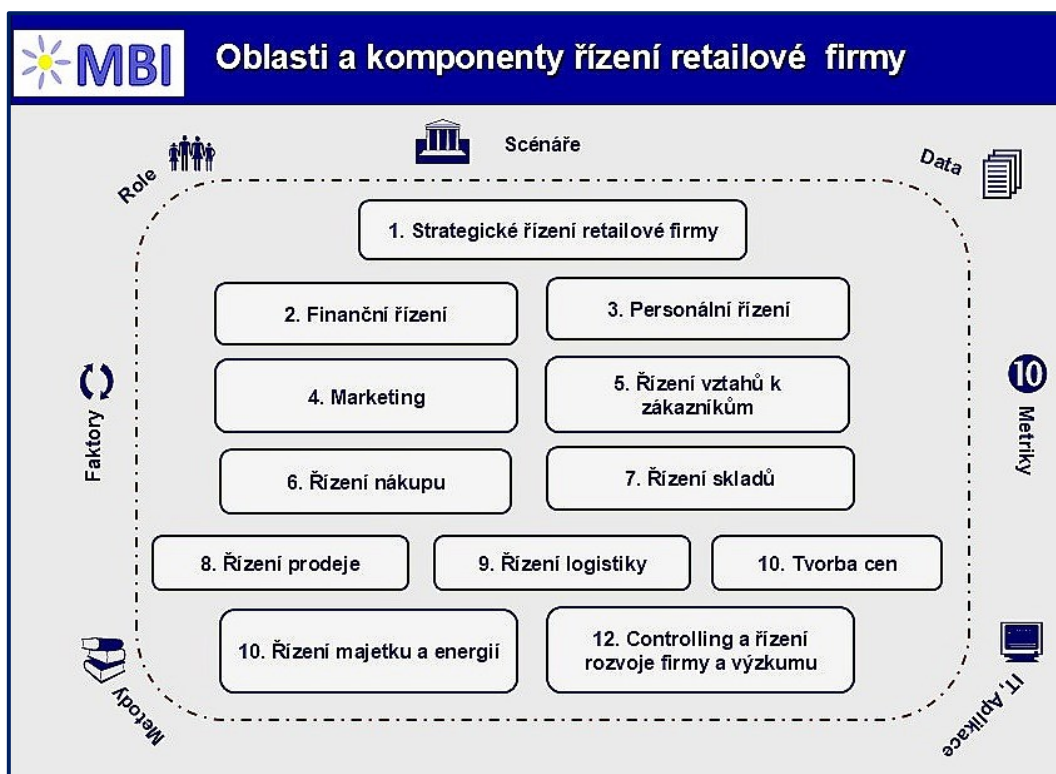 MBI
Oblasti a komponenty řízení retailové firmy
Role
Scénáře
Data
1. Strategické řízení retailové firmy
2. Finanční řízení
3. Personální řízení
4. Marketing
5. Řízení vztahů k
zákazníkům
Faktory
10
Metriky
6. Řízení nákupu
7. Řízení skladů
8. Řízení prodeje
9. Řízení logistiky
10. Tvorba cen
10. Řízení majetku a energií
12. Controlling a řízení
rozvoje firmy a výzkumu
Metody
IT, Aplikace